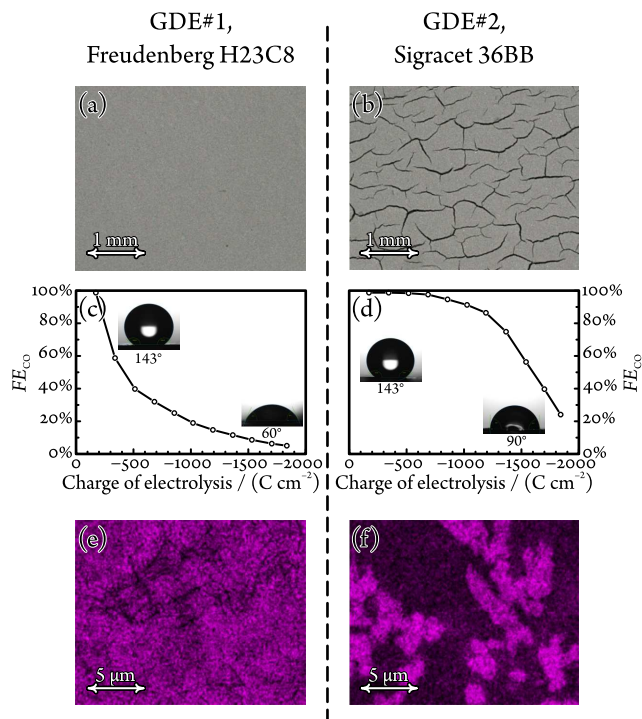 GDE#1,
Freudenberg H23C8
GDE#2,
Sigracet 36BB
(a)
1 mm
(b)
1 mm
100%
80%
60%
40%
20%
FE_CO
(c)
143°
60°
0
−500
−1000
−1500
−2000
Charge of electrolysis / (C cm⁻²)
(d)
143°
90°
100%
80%
60%
40%
20%
FE_CO
0
−500
−1000
−1500
−2000
Charge of electrolysis / (C cm⁻²)
(e)
5 µm
(f)
5 µm